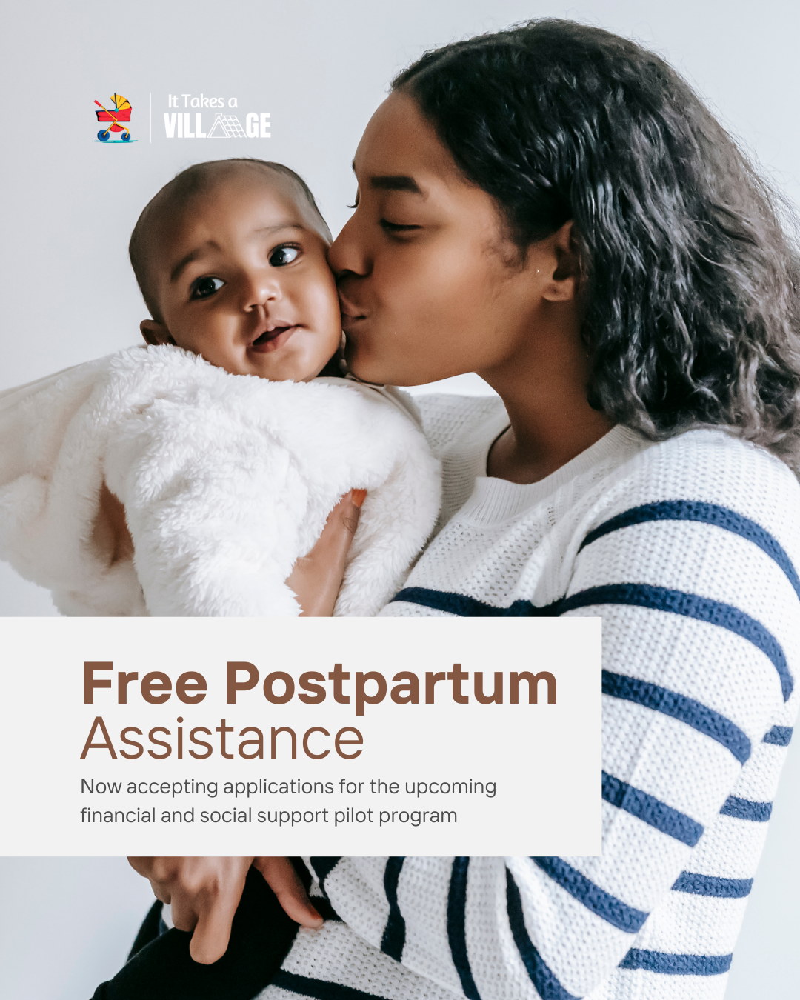 It Takes a
VILLAGE
Free Postpartum
Assistance
Now accepting applications for the upcoming
financial and social support pilot program